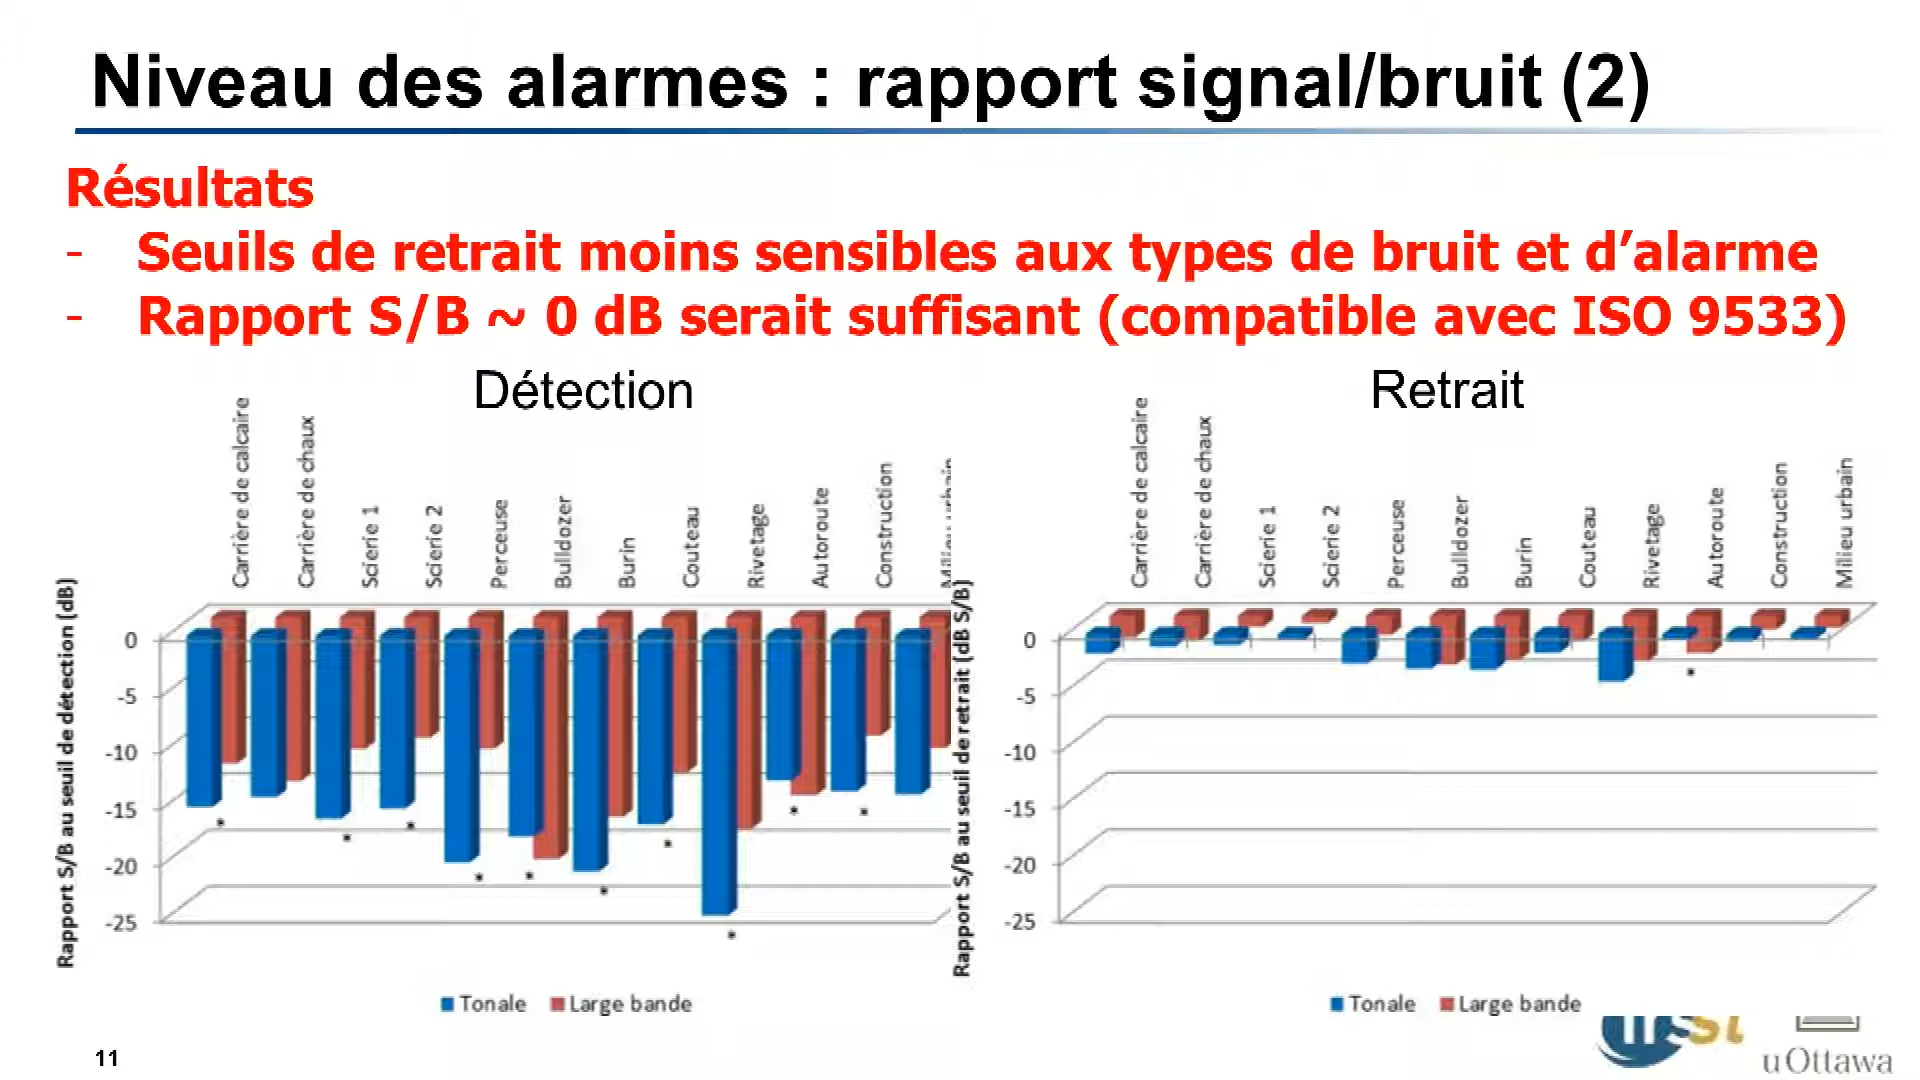 Niveau des alarmes : rapport signal/bruit (2)
Résultats
- Seuils de retrait moins sensibles aux types de bruit et d’alarme
- Rapport S/B ~ 0 dB serait suffisant (compatible avec ISO 9533)
Détection
Carrière de calcaire
Carrière de chaux
Scierie 1
Scierie 2
Perceuse
Bulldozer
Burin
Couteau
Rivetage
Autoroute
Construction
Rapport S/B au seuil de détection (dB)
0
-5
-10
-15
-20
-25
* * * * * * * * * *
Tonale Large bande
Retrait
Carrière de calcaire
Carrière de chaux
Scierie 1
Scierie 2
Perceuse
Bulldozer
Burin
Couteau
Rivetage
Autoroute
Construction
Milieu urbain
Rapport S/B au seuil de retrait (dB S/B)
0
-5
-10
-15
-20
-25
*
Tonale Large bande
11
uOttawa